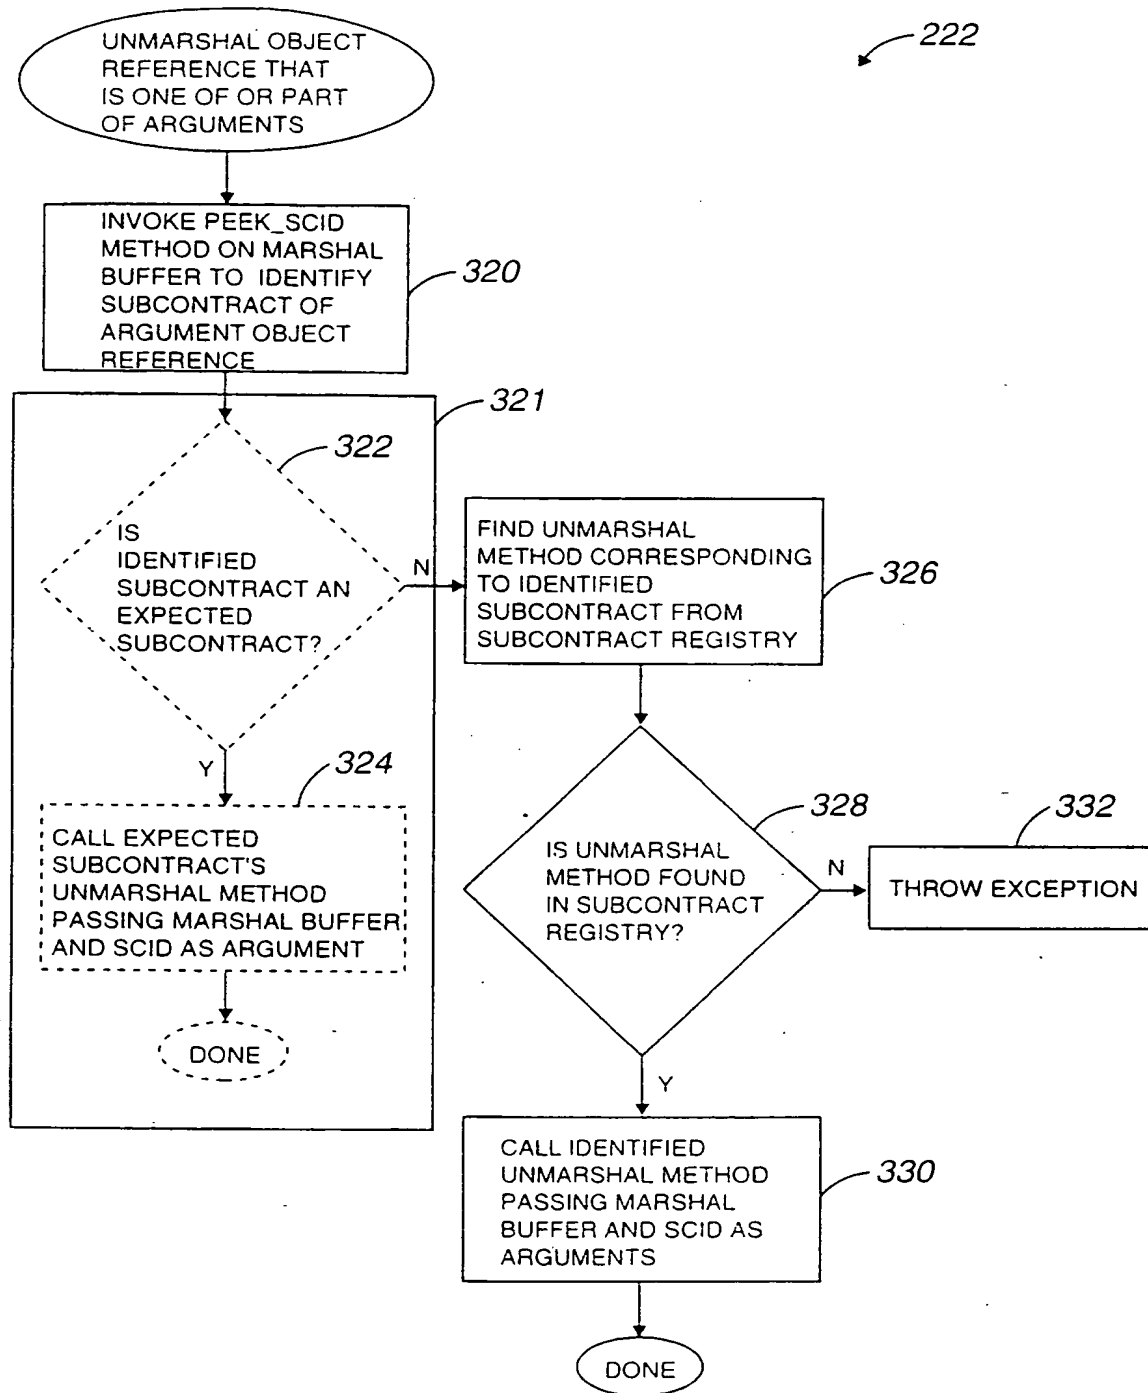 UNMARSHAL OBJECT
REFERENCE THAT
IS ONE OF OR PART
OF ARGUMENTS
222
INVOKE PEEK_SCID
METHOD ON MARSHAL
BUFFER TO IDENTIFY
SUBCONTRACT OF
ARGUMENT OBJECT
REFERENCE
320
321
322
IS
IDENTIFIED
SUBCONTRACT AN
EXPECTED
SUBCONTRACT?
N
FIND UNMARSHAL
METHOD CORRESPONDING
TO IDENTIFIED
SUBCONTRACT FROM
SUBCONTRACT REGISTRY
326
Y
324
CALL EXPECTED
SUBCONTRACT'S
UNMARSHAL METHOD
PASSING MARSHAL BUFFER
AND SCID AS ARGUMENT
DONE
328
IS UNMARSHAL
METHOD FOUND
IN SUBCONTRACT
REGISTRY?
N
332
THROW EXCEPTION
Y
CALL IDENTIFIED
UNMARSHAL METHOD
PASSING MARSHAL
BUFFER AND SCID AS
ARGUMENTS
330
DONE